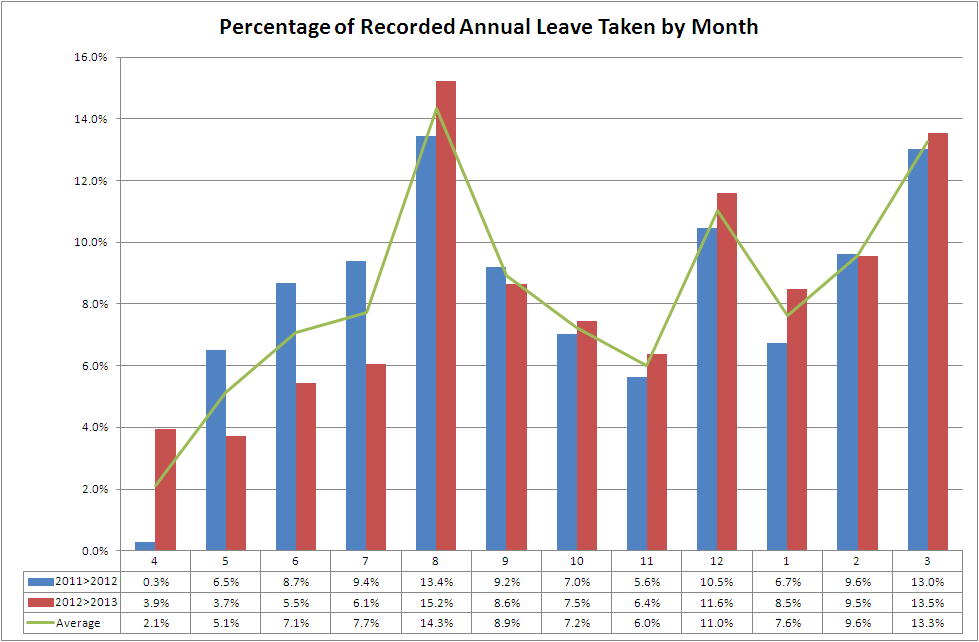 Percentage of Recorded Annual Leave Taken by Month
16.0%
14.0%
12.0%
10.0%
8.0%
6.0%
4.0%
2.0%
0.0%
4 5 6 7 8 9 10 11 12 1 2 3
2011>2012 0.3% 6.5% 8.7% 9.4% 13.4% 9.2% 7.0% 5.6% 10.5% 6.7% 9.6% 13.0%
2012>2013 3.9% 3.7% 5.5% 6.1% 15.2% 8.6% 7.5% 6.4% 11.6% 8.5% 9.5% 13.5%
Average 2.1% 5.1% 7.1% 7.7% 14.3% 8.9% 7.2% 6.0% 11.0% 7.6% 9.6% 13.3%